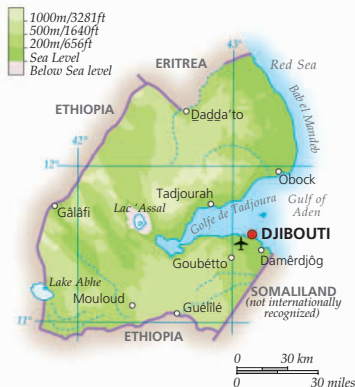 1000m/3281ft
500m/1640ft
200m/656ft
Sea Level
Below Sea level
43°
ERITREA
Red Sea
Bab el Mandeb
ETHIOPIA
Dadda'to
42°
12°
Obock
Tadjourah
Lac 'Assal
Golfe de Tadjoura
Gulf of
Aden
Gâlâfi
DJIBOUTI
Goubétto
Damêrdjôg
Lake Abhe
Mouloud
SOMALILAND
(not internationally
recognized)
Guélîlé
11°
ETHIOPIA
0 30 km
0 30 miles